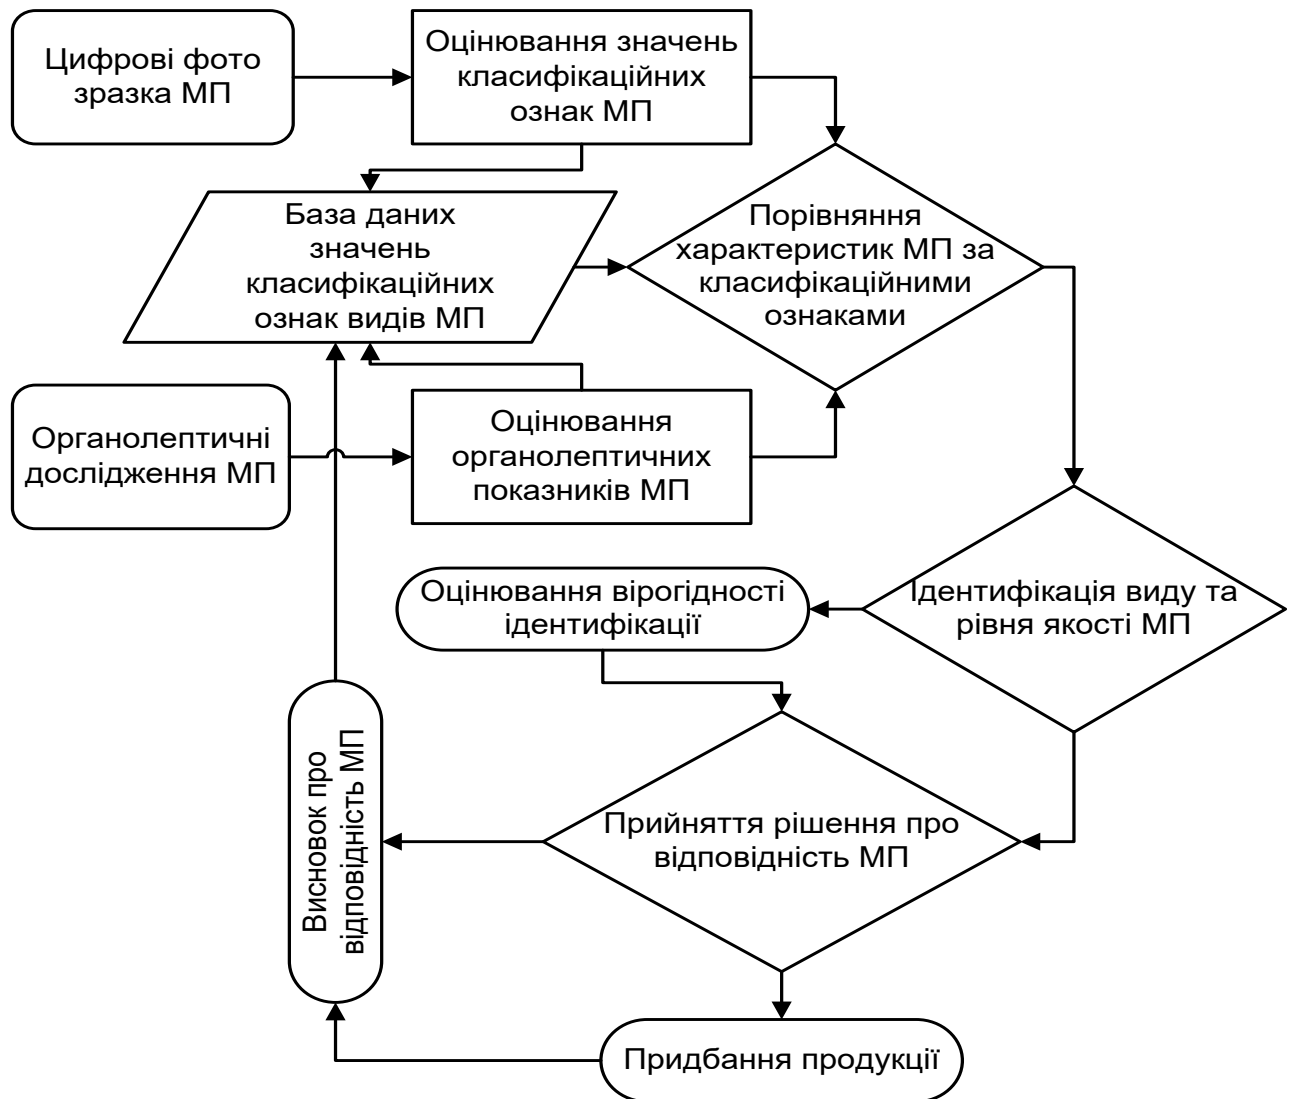 Цифрові фото
зразка МП
Оцінювання значень
класифікаційних
ознак МП
База даних
значень
класифікаційних
ознак видів МП
Порівняння
характеристик МП за
класифікаційними
ознаками
Органолептичні
дослідження МП
Оцінювання
органолептичних
показників МП
Оцінювання вірогідності
ідентифікації
Ідентифікація виду та
рівня якості МП
Висновок про
відповідність МП
Прийняття рішення про
відповідність МП
Придбання продукції